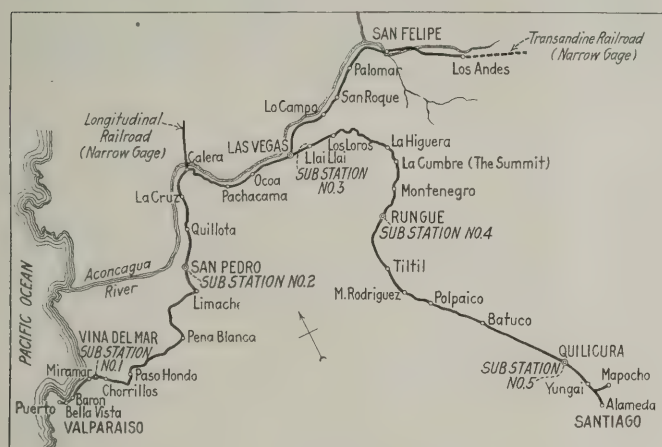 SAN FELIPE
Transandine Railroad
(Narrow Gage)
Palomar
Los Andes
San Roque
Lo Campo
Longitudinal
Railroad
(Narrow Gage)
LAS VEGAS
Calera
Los Loros
Llai Llai
SUB STATION
NO.3
La Higuera
La Cumbre (The Summit)
Ocoa
Pachacama
La Cruz
Montenegro
RUNGUE
SUB STATION NO.4
Quillota
Aconcagua
River
PACIFIC OCEAN
SAN PEDRO
SUB STATION NO.2
Tiltil
Limache
M. Rodriguez
Polpaico
Batuco
VINA DEL MAR
SUB STATION
NO.1
Pena Blanca
QUILICURA
SUB STATION
NO.5
Miramar
Paso Hondo
Chorrillos
Yungai
Mapocho
Puerto
Baron
Bella Vista
VALPARAISO
Alameda
SANTIAGO